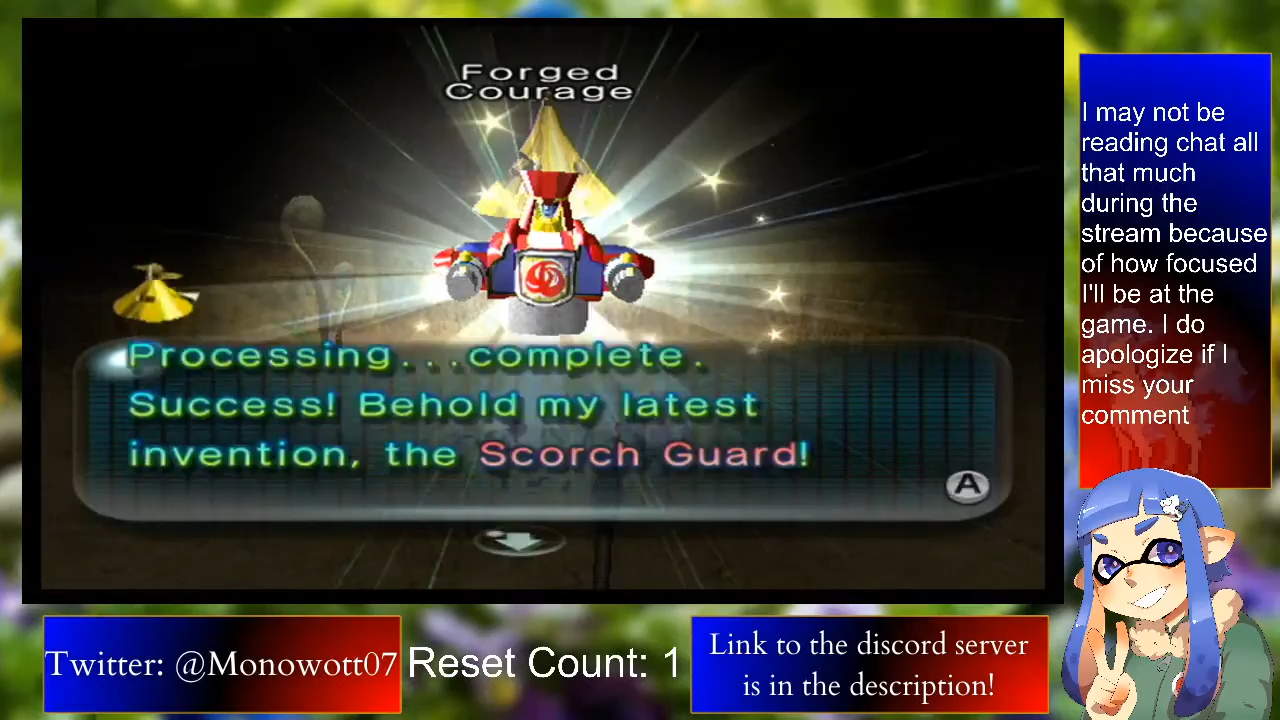 Forged
Courage
Processing...complete.
Success! Behold my latest
invention, the Scorch Guard!
A
I may not be
reading chat all
that much
during the
stream because
of how focused
I'll be at the
game. I do
apologize if I
miss your
comment
Twitter: @Monowott07
Reset Count: 1
Link to the discord server
is in the description!